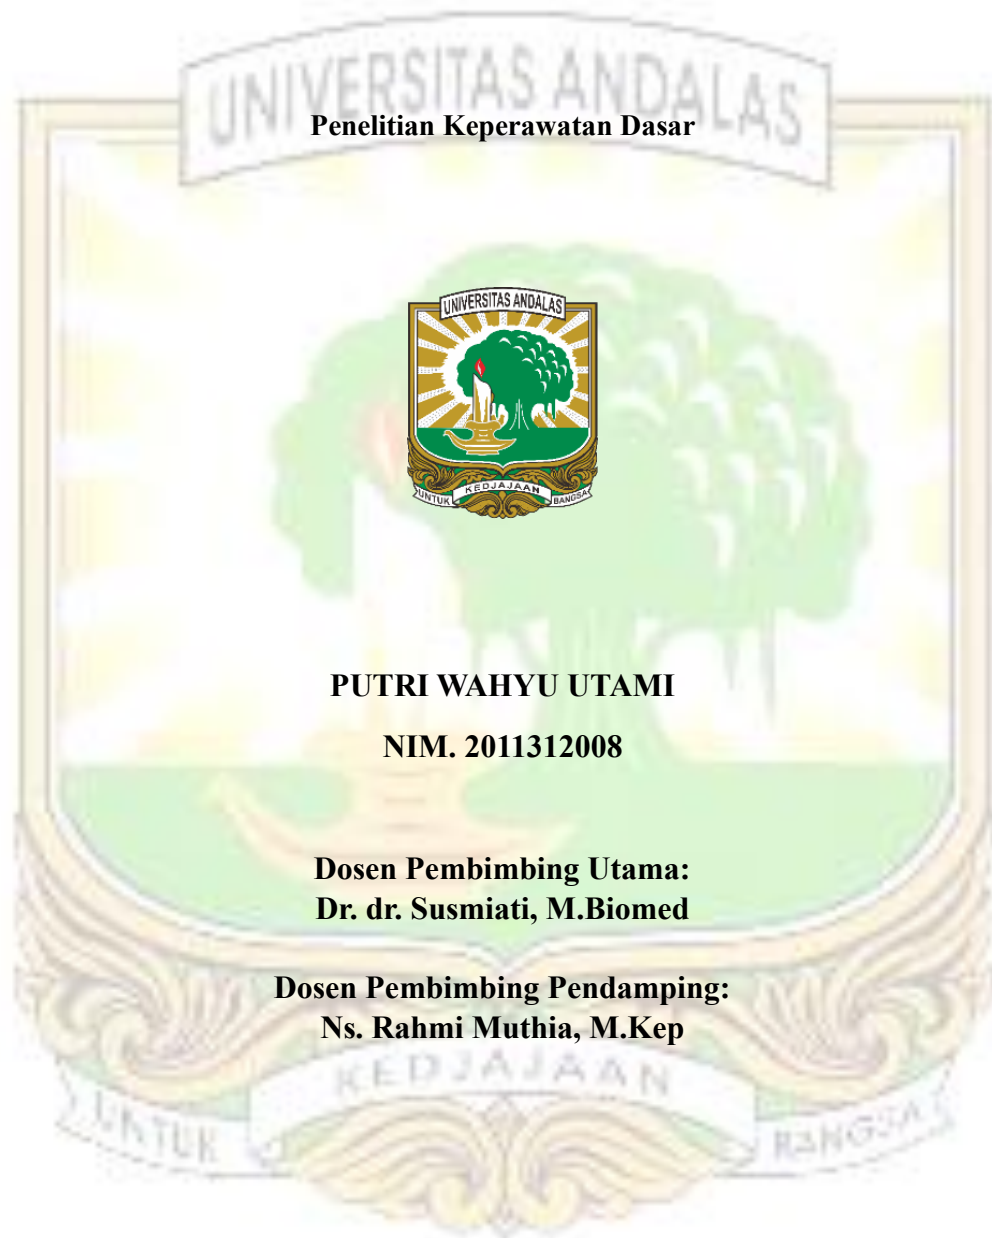 UNIVERSITAS ANDALAS
Penelitian Keperawatan Dasar
UNIVERSITAS ANDALAS
UNTUK KEDJAJAAN BANGSA
PUTRI WAHYU UTAMI
NIM. 2011312008
Dosen Pembimbing Utama:
Dr. dr. Susmiati, M.Biomed
Dosen Pembimbing Pendamping:
Ns. Rahmi Muthia, M.Kep
UNTUK KEDJAJAAN BANGSA